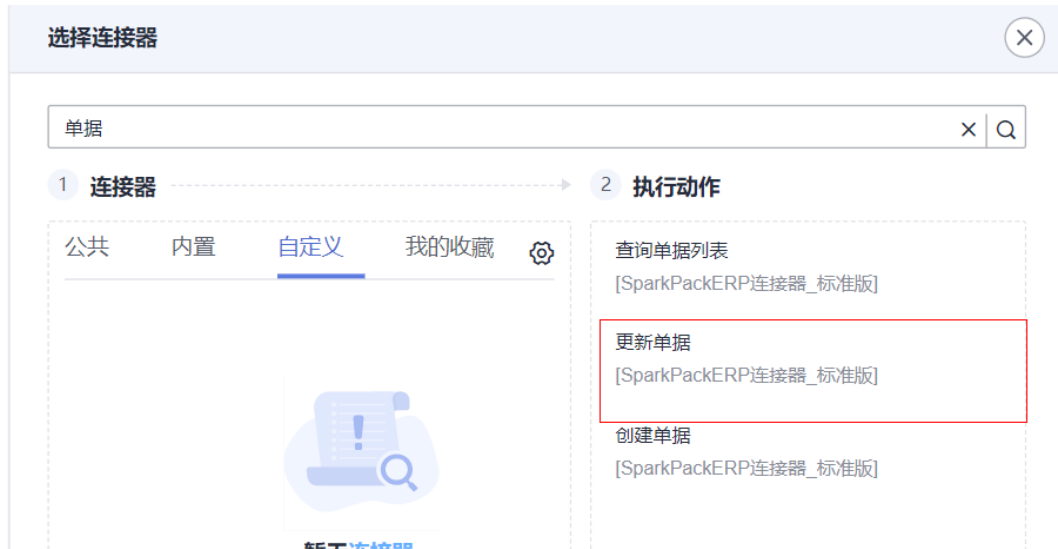 选择连接器
单据
1 连接器
2 执行动作
公共 内置 自定义 我的收藏
查询单据列表
[SparkPackERP连接器_标准版]
更新单据
[SparkPackERP连接器_标准版]
创建单据
[SparkPackERP连接器_标准版]
暂无连接器